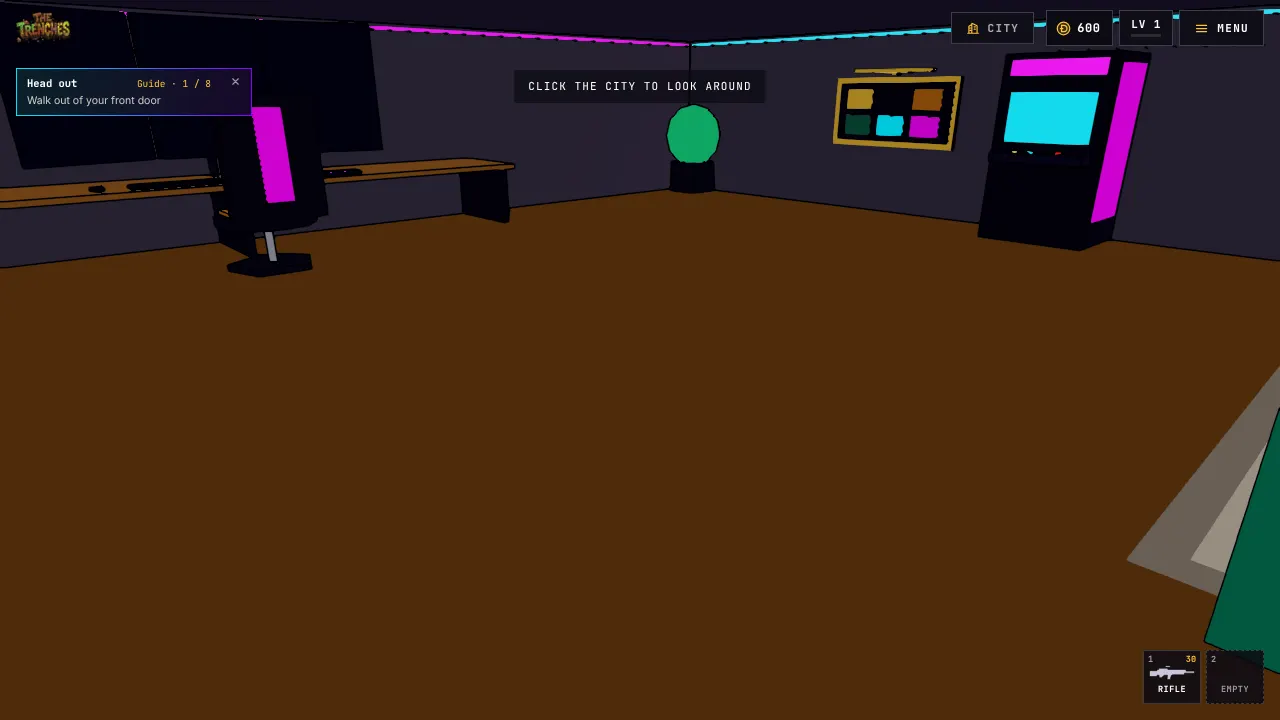 THE
TRENCHES
CITY
600
LV 1
MENU
Head out
Guide · 1 / 8
Walk out of your front door
CLICK THE CITY TO LOOK AROUND
1
30
RIFLE
2
EMPTY